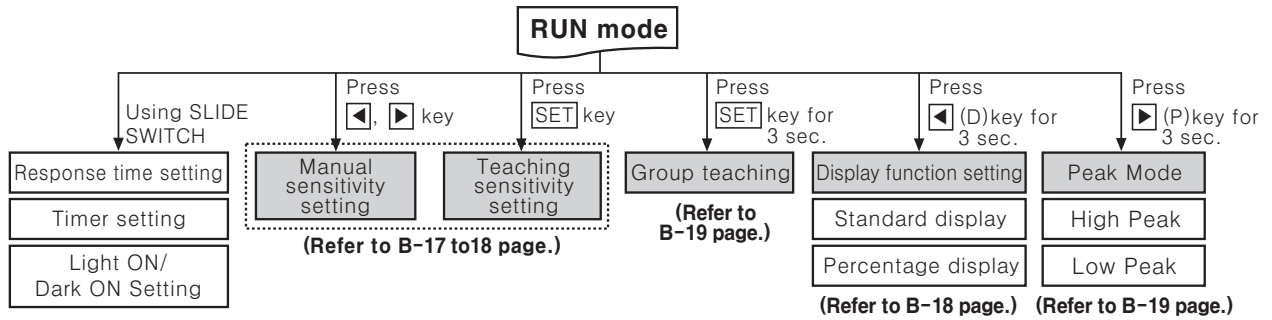 RUN mode
Using SLIDE
SWITCH
Response time setting
Timer setting
Light ON/
Dark ON Setting
Press
◀, ▶ key
Manual
sensitivity
setting
Press
SET key
Teaching
sensitivity
setting
(Refer to B-17 to18 page.)
Press
SET key for
3 sec.
Group teaching
(Refer to
B-19 page.)
Press
◀ (D)key for
3 sec.
Display function setting
Standard display
Percentage display
(Refer to B-18 page.)
Press
▶ (P)key for
3 sec.
Peak Mode
High Peak
Low Peak
(Refer to B-19 page.)